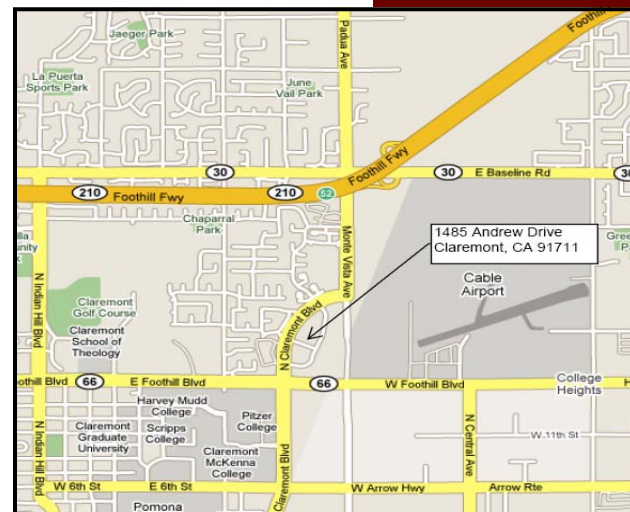 Foothill
Padua Ave
Jaeger Park
La Puerta
Sports Park
June
Vail Park
Foothill Fwy
30
30
E Baseline Rd
30
210
Foothill Fwy
210
52
Chaparral
Park
Monte Vista Ave
1485 Andrew Drive
Claremont, CA 91711
Cable
Airport
N Indian Hill Blvd
Claremont
Golf Course
N Claremont Blvd
Claremont
School of
Theology
66
E Foothill Blvd
66
W Foothill Blvd
College
Heights
Harvey Mudd
College
Pitzer
College
N Indian Hill Blvd
Claremont
Graduate
University
Scripps
College
Claremont
McKenna
College
Claremont Blvd
N Central Ave
W 11th St
W 6th St
E 6th St
W Arrow Hwy
Arrow Rte
Pomona